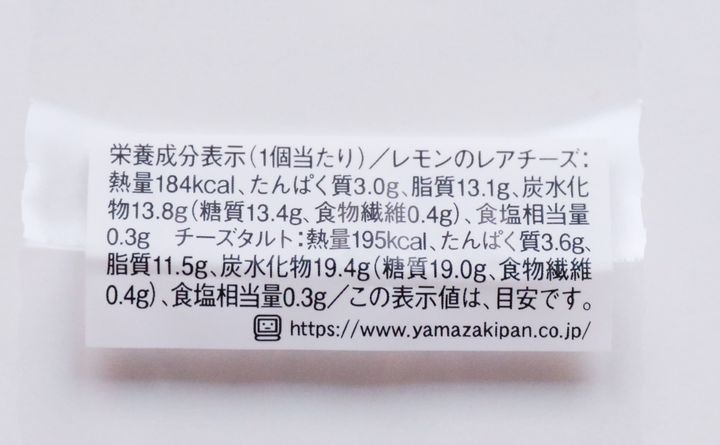 栄養成分表示(1個当たり)／レモンのレアチーズ：
熱量184kcal、たんぱく質3.0g、脂質13.1g、炭水化
物13.8g(糖質13.4g、食物繊維0.4g)、食塩相当量
0.3g　チーズタルト：熱量195kcal、たんぱく質3.6g、
脂質11.5g、炭水化物19.4g(糖質19.0g、食物繊維
0.4g)、食塩相当量0.3g／この表示値は、目安です。
https://www.yamazakipan.co.jp/